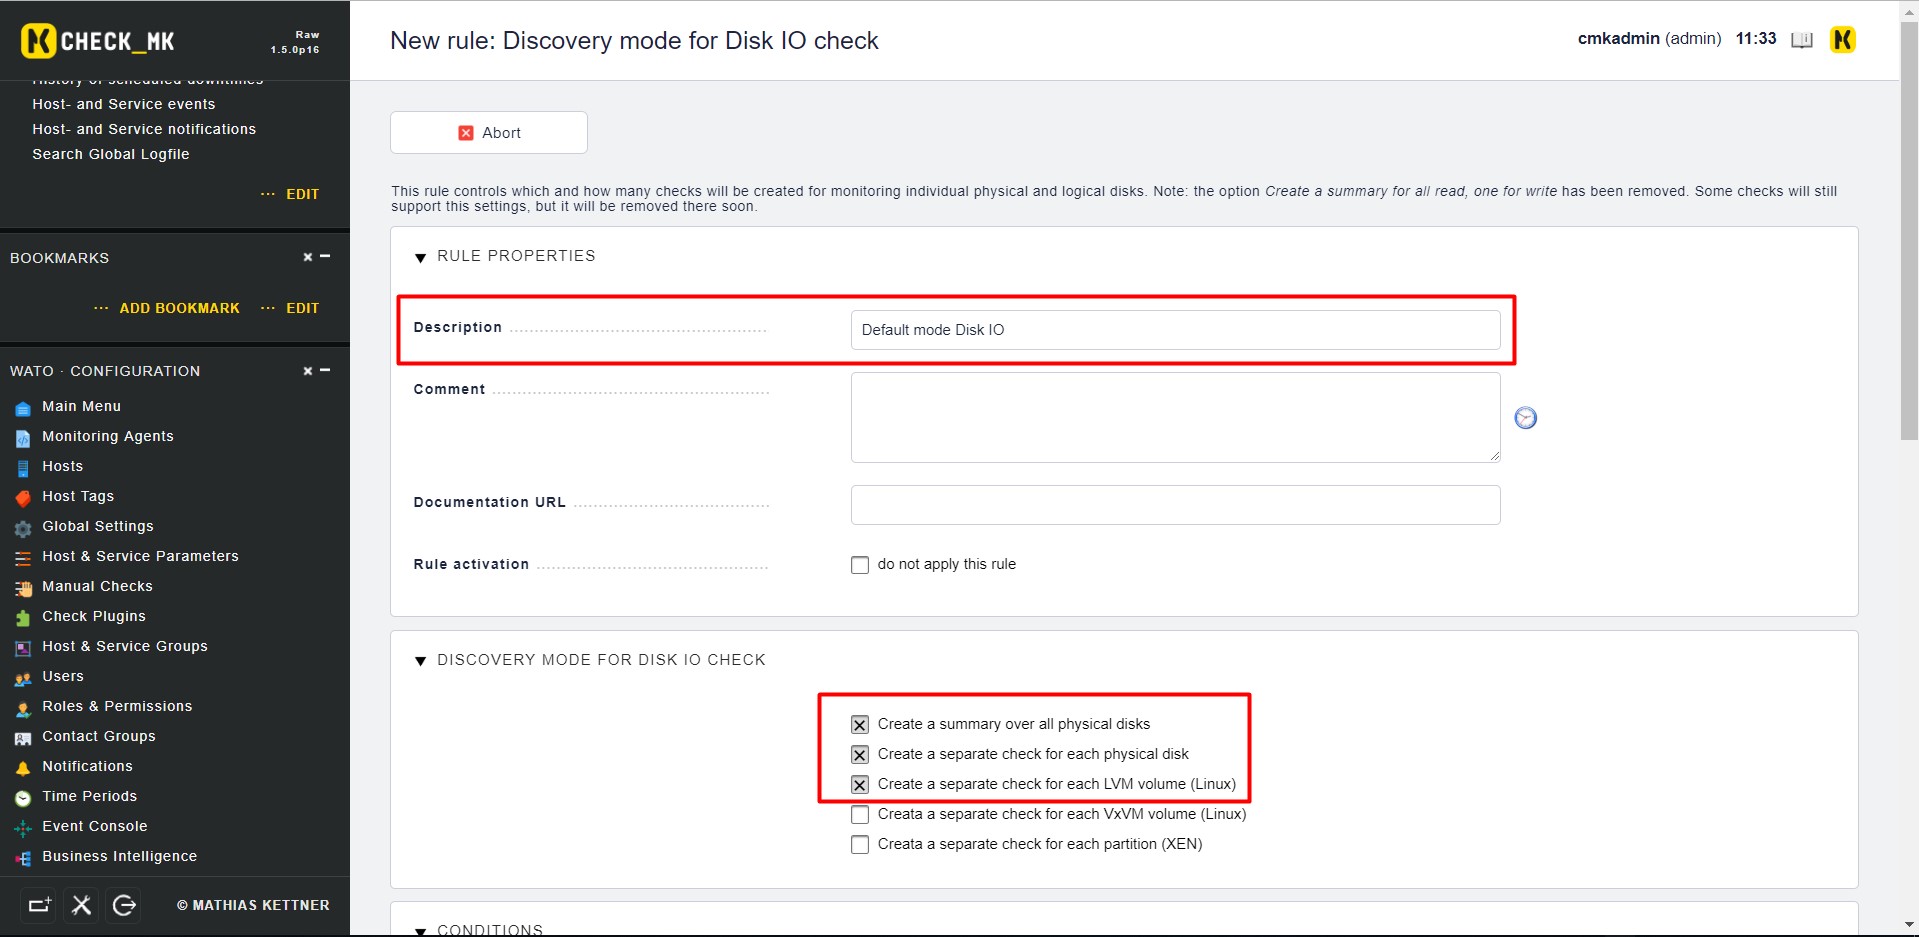 CHECK_MK
Raw
1.5.0p16
History of scheduled downtimes
Host- and Service events
Host- and Service notifications
Search Global Logfile
··· EDIT
BOOKMARKS
··· ADD BOOKMARK ··· EDIT
WATO · CONFIGURATION
Main Menu
Monitoring Agents
Hosts
Host Tags
Global Settings
Host & Service Parameters
Manual Checks
Check Plugins
Host & Service Groups
Users
Roles & Permissions
Contact Groups
Notifications
Time Periods
Event Console
Business Intelligence
© MATHIAS KETTNER
New rule: Discovery mode for Disk IO check
cmkadmin (admin) 11:33
Abort
This rule controls which and how many checks will be created for monitoring individual physical and logical disks. Note: the option Create a summary for all read, one for write has been removed. Some checks will still
support this settings, but it will be removed there soon.
RULE PROPERTIES
Description
Default mode Disk IO
Comment
Documentation URL
Rule activation
do not apply this rule
DISCOVERY MODE FOR DISK IO CHECK
Create a summary over all physical disks
Create a separate check for each physical disk
Create a separate check for each LVM volume (Linux)
Creata a separate check for each VxVM volume (Linux)
Creata a separate check for each partition (XEN)
CONDITIONS